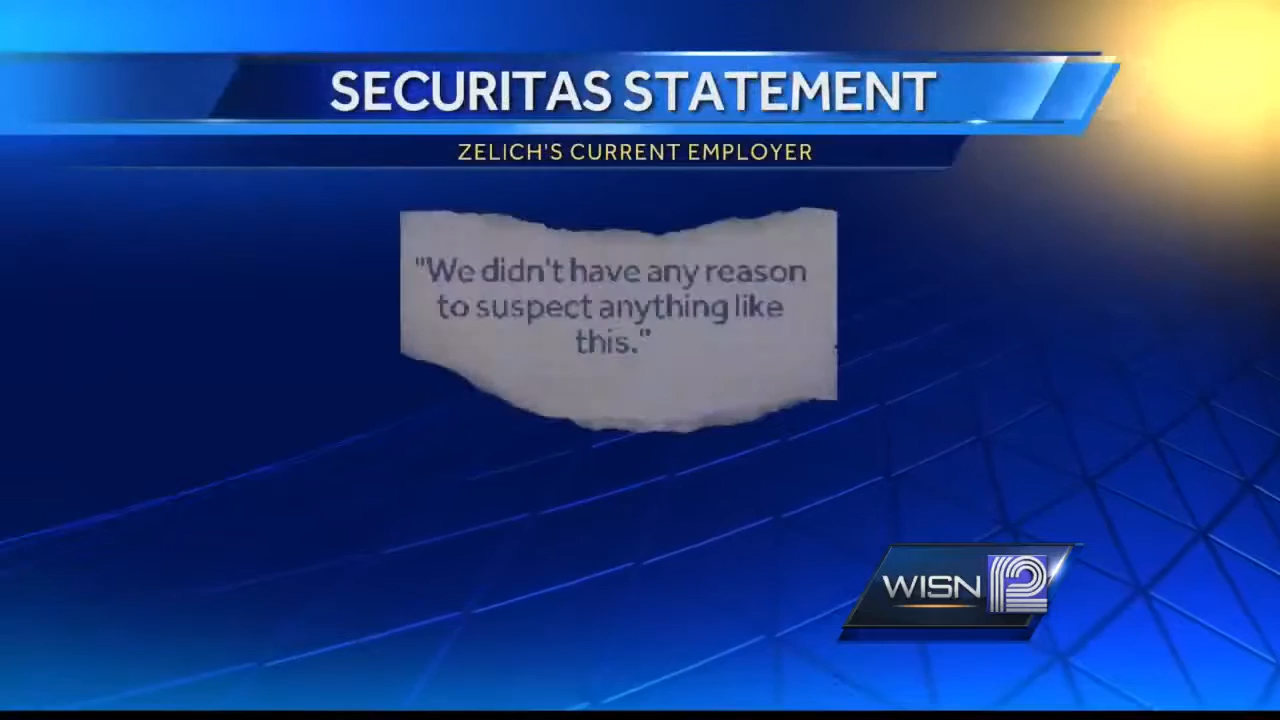 SECURITAS STATEMENT
ZELICH'S CURRENT EMPLOYER
"We didn't have any reason
to suspect anything like
this."
WISN 12